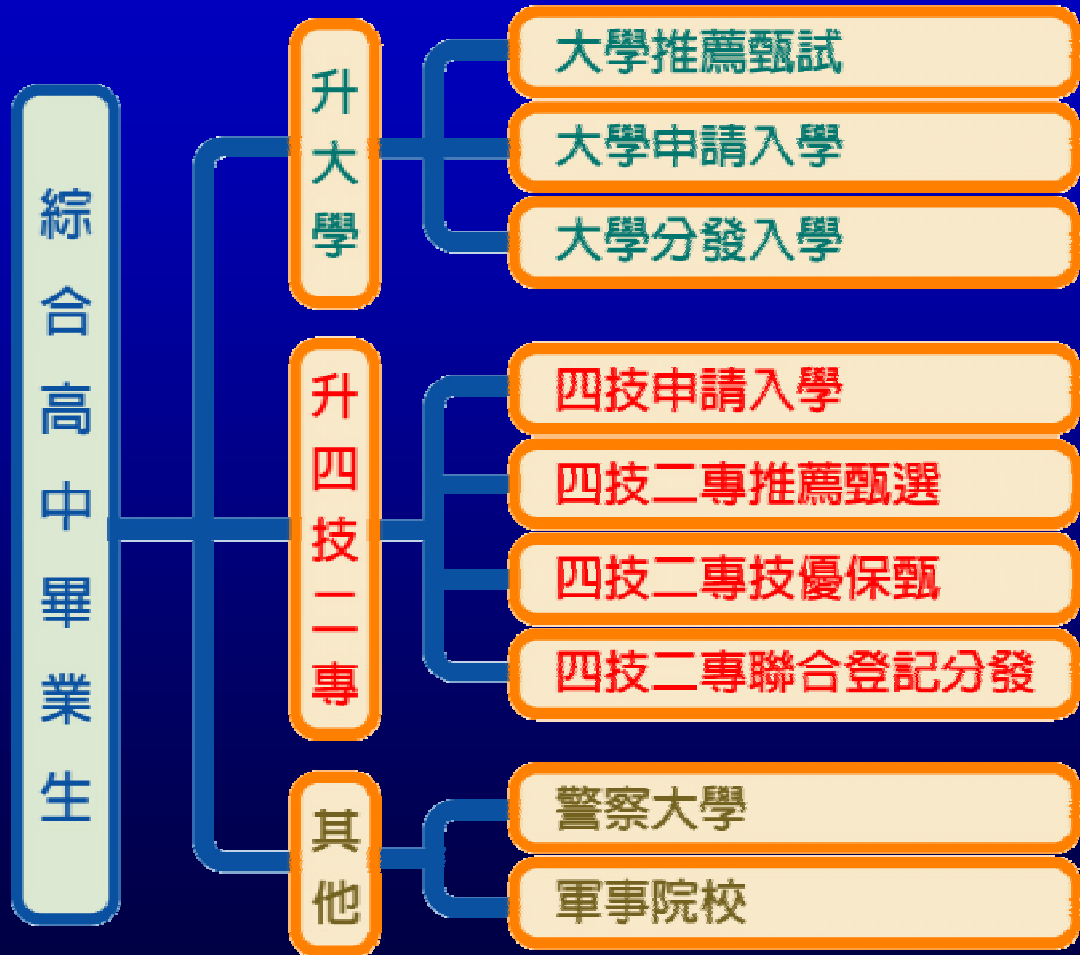 綜合高中畢業生
升大學
大學推薦甄試
大學申請入學
大學分發入學
升四技二專
四技申請入學
四技二專推薦甄選
四技二專技優保甄
四技二專聯合登記分發
其他
警察大學
軍事院校